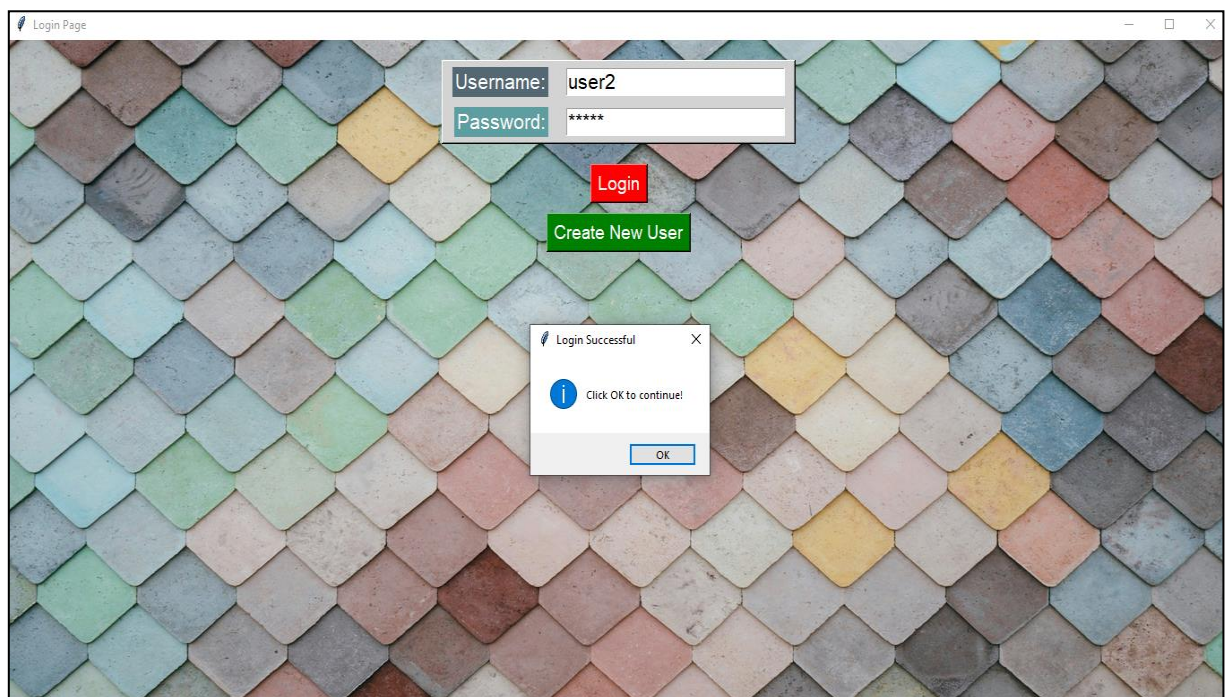 Login Page
Username: user2
Password: *****
Login
Create New User
Login Successful
i Click OK to continue!
OK